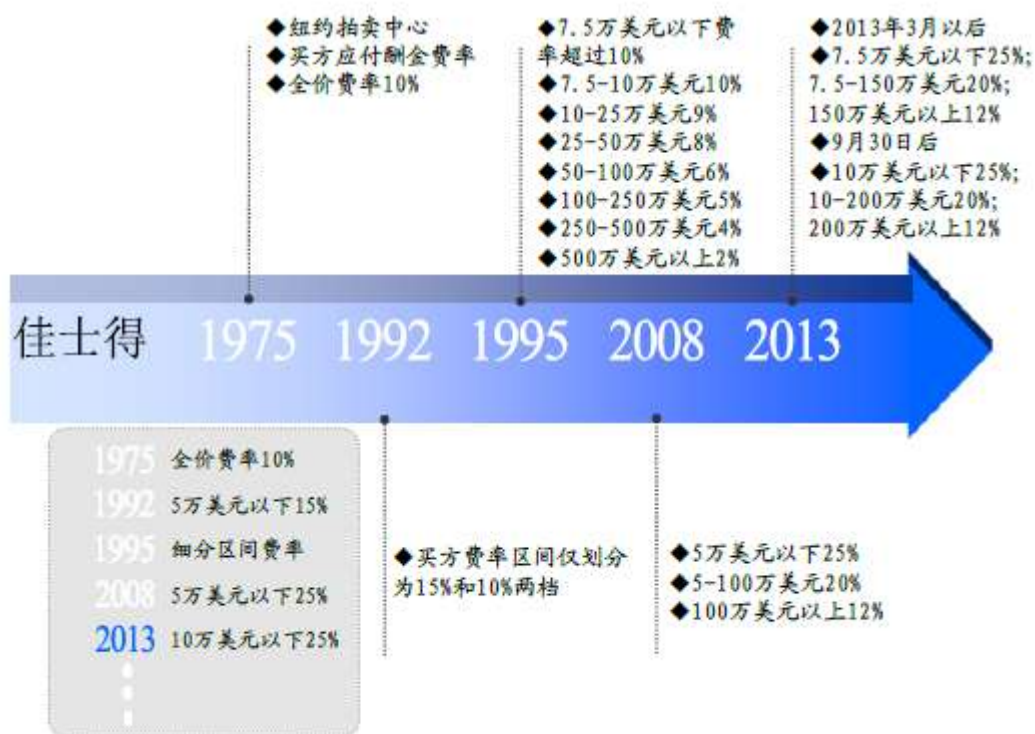 ◆纽约拍卖中心
◆买方应付酬金费率
◆全价费率10%
◆7.5万美元以下费
率超过10%
◆7.5-10万美元10%
◆10-25万美元9%
◆25-50万美元8%
◆50-100万美元6%
◆100-250万美元5%
◆250-500万美元4%
◆500万美元以上2%
◆2013年3月以后
◆7.5万美元以下25%;
7.5-150万美元20%;
150万美元以上12%
◆9月30日后
◆10万美元以下25%;
10-200万美元20%;
200万美元以上12%
佳士得 1975 1992 1995 2008 2013
1975 全价费率10%
1992 5万美元以下15%
1995 细分区间费率
2008 5万美元以下25%
2013 10万美元以下25%
◆买方费率区间仅划分
为15%和10%两档
◆5万美元以下25%
◆5-100万美元20%
◆100万美元以上12%